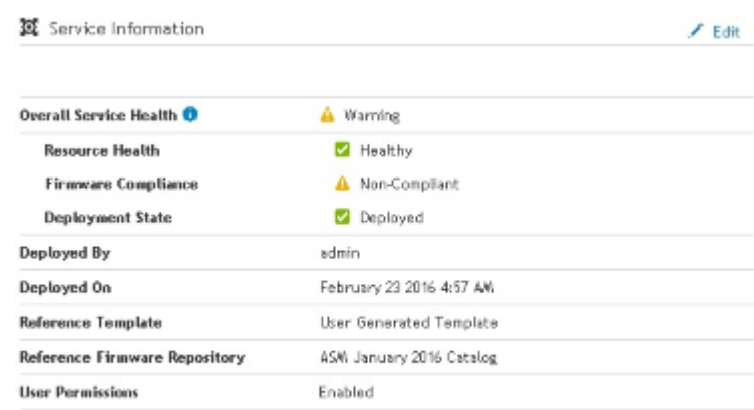 Service Information
Edit
Overall Service Health Warning
Resource Health Healthy
Firmware Compliance Non-Compliant
Deployment State Deployed
Deployed By admin
Deployed On February 23 2016 4:57 AM
Reference Template User Generated Template
Reference Firmware Repository ASM January 2016 Catalog
User Permissions Enabled